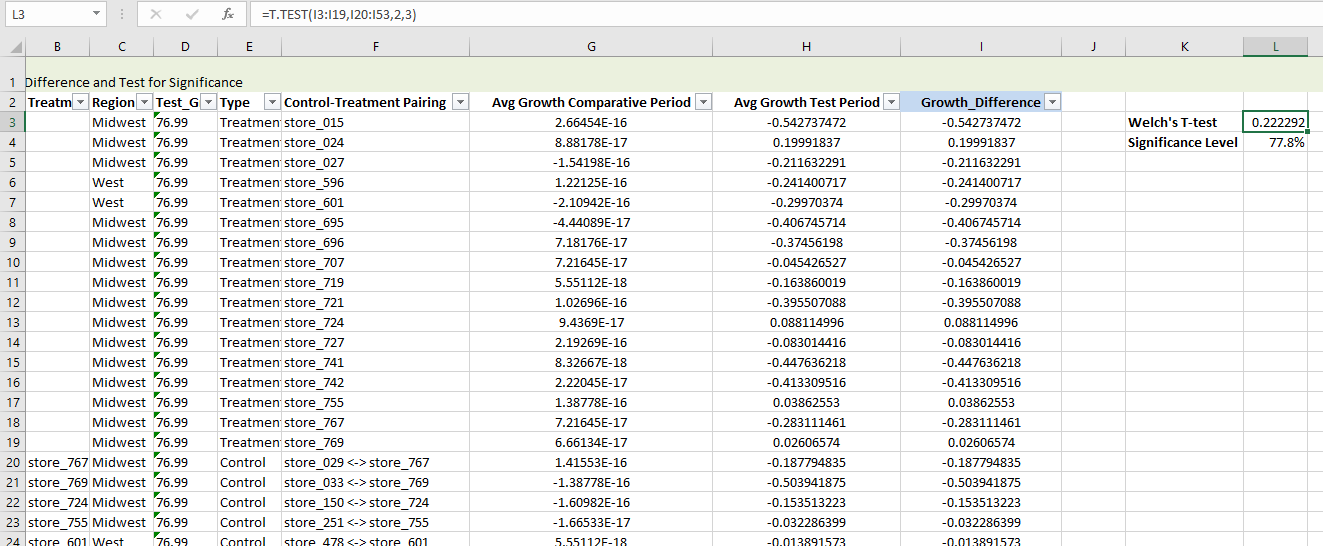 L3 fx =T.TEST(I3:I19,I20:I53,2,3)
B C D E F G H I J K L
1 Difference and Test for Significance
2 Treatm Region Test_G Type Control-Treatment Pairing Avg Growth Comparative Period Avg Growth Test Period Growth_Difference
3 Midwest 76.99 Treatmen store_015 2.66454E-16 -0.542737472 -0.542737472 Welch's T-test 0.222292
4 Midwest 76.99 Treatmen store_024 8.88178E-17 0.19991837 0.19991837 Significance Level 77.8%
5 Midwest 76.99 Treatmen store_027 -1.54198E-16 -0.211632291 -0.211632291
6 West 76.99 Treatmen store_596 1.22125E-16 -0.241400717 -0.241400717
7 West 76.99 Treatmen store_601 -2.10942E-16 -0.29970374 -0.29970374
8 Midwest 76.99 Treatmen store_695 -4.44089E-17 -0.406745714 -0.406745714
9 Midwest 76.99 Treatmen store_696 7.18176E-17 -0.37456198 -0.37456198
10 Midwest 76.99 Treatmen store_707 7.21645E-17 -0.045426527 -0.045426527
11 Midwest 76.99 Treatmen store_719 5.55112E-18 -0.163860019 -0.163860019
12 Midwest 76.99 Treatmen store_721 1.02696E-16 -0.395507088 -0.395507088
13 Midwest 76.99 Treatmen store_724 9.4369E-17 0.088114996 0.088114996
14 Midwest 76.99 Treatmen store_727 2.19269E-16 -0.083014416 -0.083014416
15 Midwest 76.99 Treatmen store_741 8.32667E-18 -0.447636218 -0.447636218
16 Midwest 76.99 Treatmen store_742 2.22045E-17 -0.413309516 -0.413309516
17 Midwest 76.99 Treatmen store_755 1.38778E-16 0.03862553 0.03862553
18 Midwest 76.99 Treatmen store_767 7.21645E-17 -0.283111461 -0.283111461
19 Midwest 76.99 Treatmen store_769 6.66134E-17 0.02606574 0.02606574
20 store_767 Midwest 76.99 Control store_029 <-> store_767 1.41553E-16 -0.187794835 -0.187794835
21 store_769 Midwest 76.99 Control store_033 <-> store_769 -1.38778E-16 -0.503941875 -0.503941875
22 store_724 Midwest 76.99 Control store_150 <-> store_724 -1.60982E-16 -0.153513223 -0.153513223
23 store_755 Midwest 76.99 Control store_251 <-> store_755 -1.66533E-17 -0.032286399 -0.032286399
24 store_601 West 76.99 Control store_478 <-> store_601 5.55112E-18 -0.013891573 -0.013891573